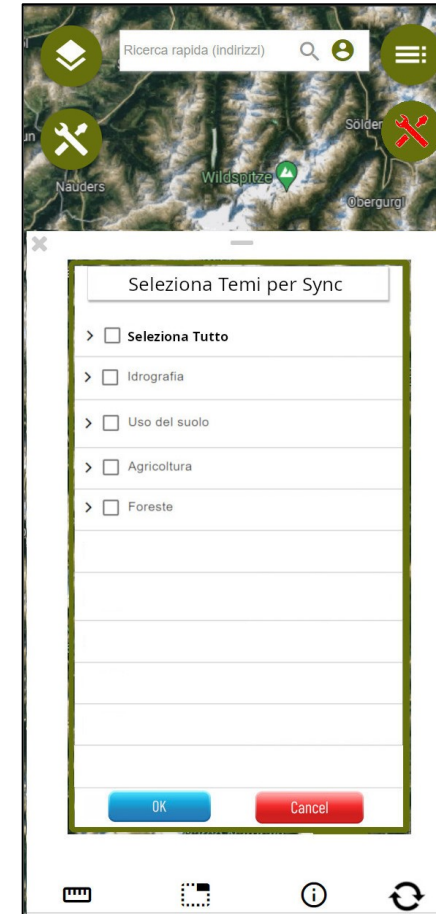 Ricerca rapida (indirizzi)
Sölden
Wildspitze
Nauders
Obergurgl
Seleziona Temi per Sync
Seleziona Tutto
Idrografia
Uso del suolo
Agricoltura
Foreste
OK
Cancel